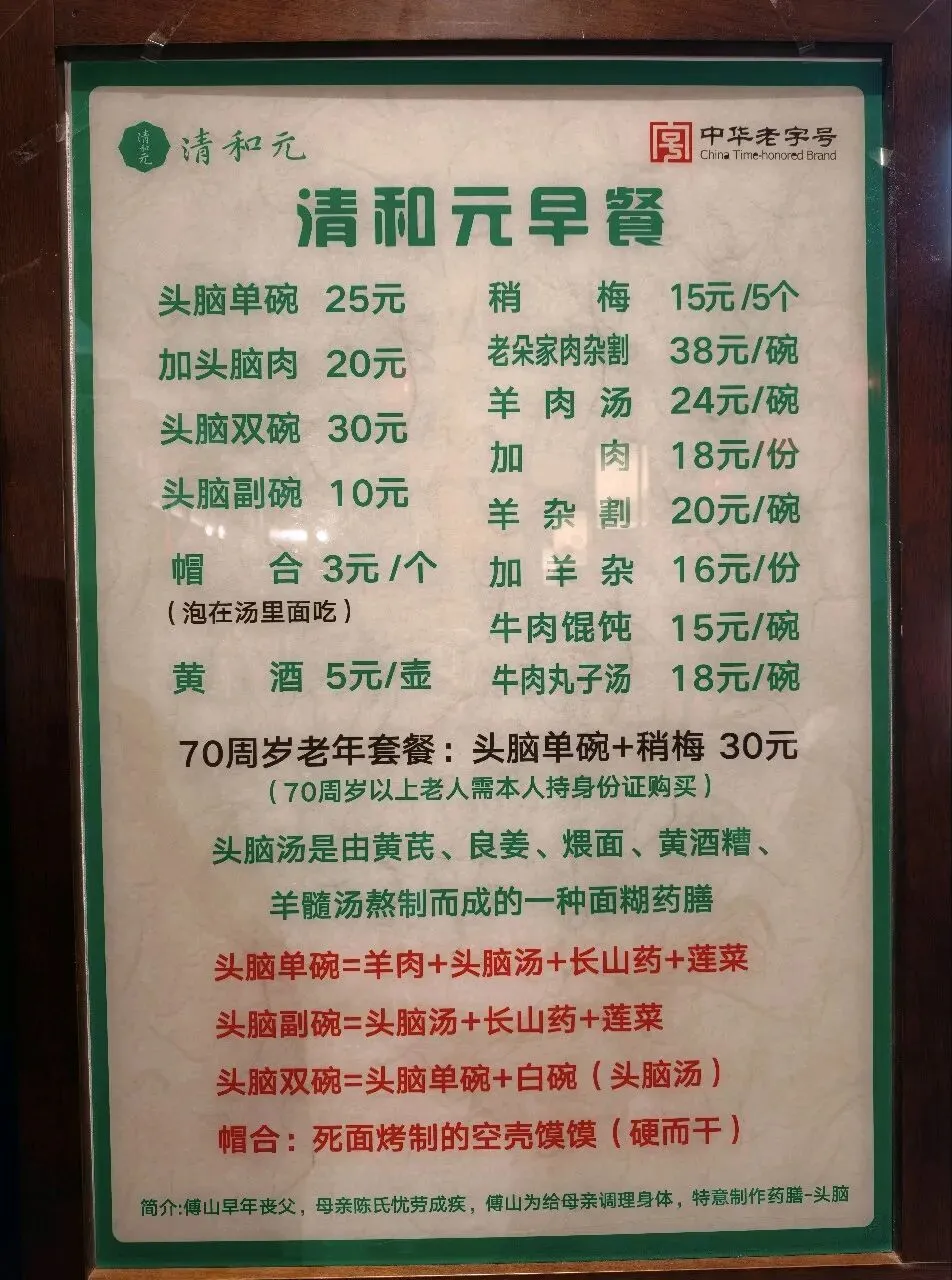 清和元
清和元
中华老字号
China Time-honored Brand
清和元早餐
头脑单碗 25元
加头脑肉 20元
头脑双碗 30元
头脑副碗 10元
帽合 3元/个
（泡在汤里面吃）
黄酒 5元/壶
稍梅 15元/5个
老朵家肉杂割 38元/碗
羊肉汤 24元/碗
加肉 18元/份
羊杂割 20元/碗
加羊杂 16元/份
牛肉馄饨 15元/碗
牛肉丸子汤 18元/碗
70周岁老年套餐：头脑单碗+稍梅 30元
（70周岁以上老人需本人持身份证购买）
头脑汤是由黄芪、良姜、煨面、黄酒糟、
羊髓汤熬制而成的一种面糊药膳
头脑单碗=羊肉+头脑汤+长山药+莲菜
头脑副碗=头脑汤+长山药+莲菜
头脑双碗=头脑单碗+白碗（头脑汤）
帽合：死面烤制的空壳馍馍（硬而干）
简介:傅山早年丧父，母亲陈氏忧劳成疾，傅山为给母亲调理身体，特意制作药膳-头脑